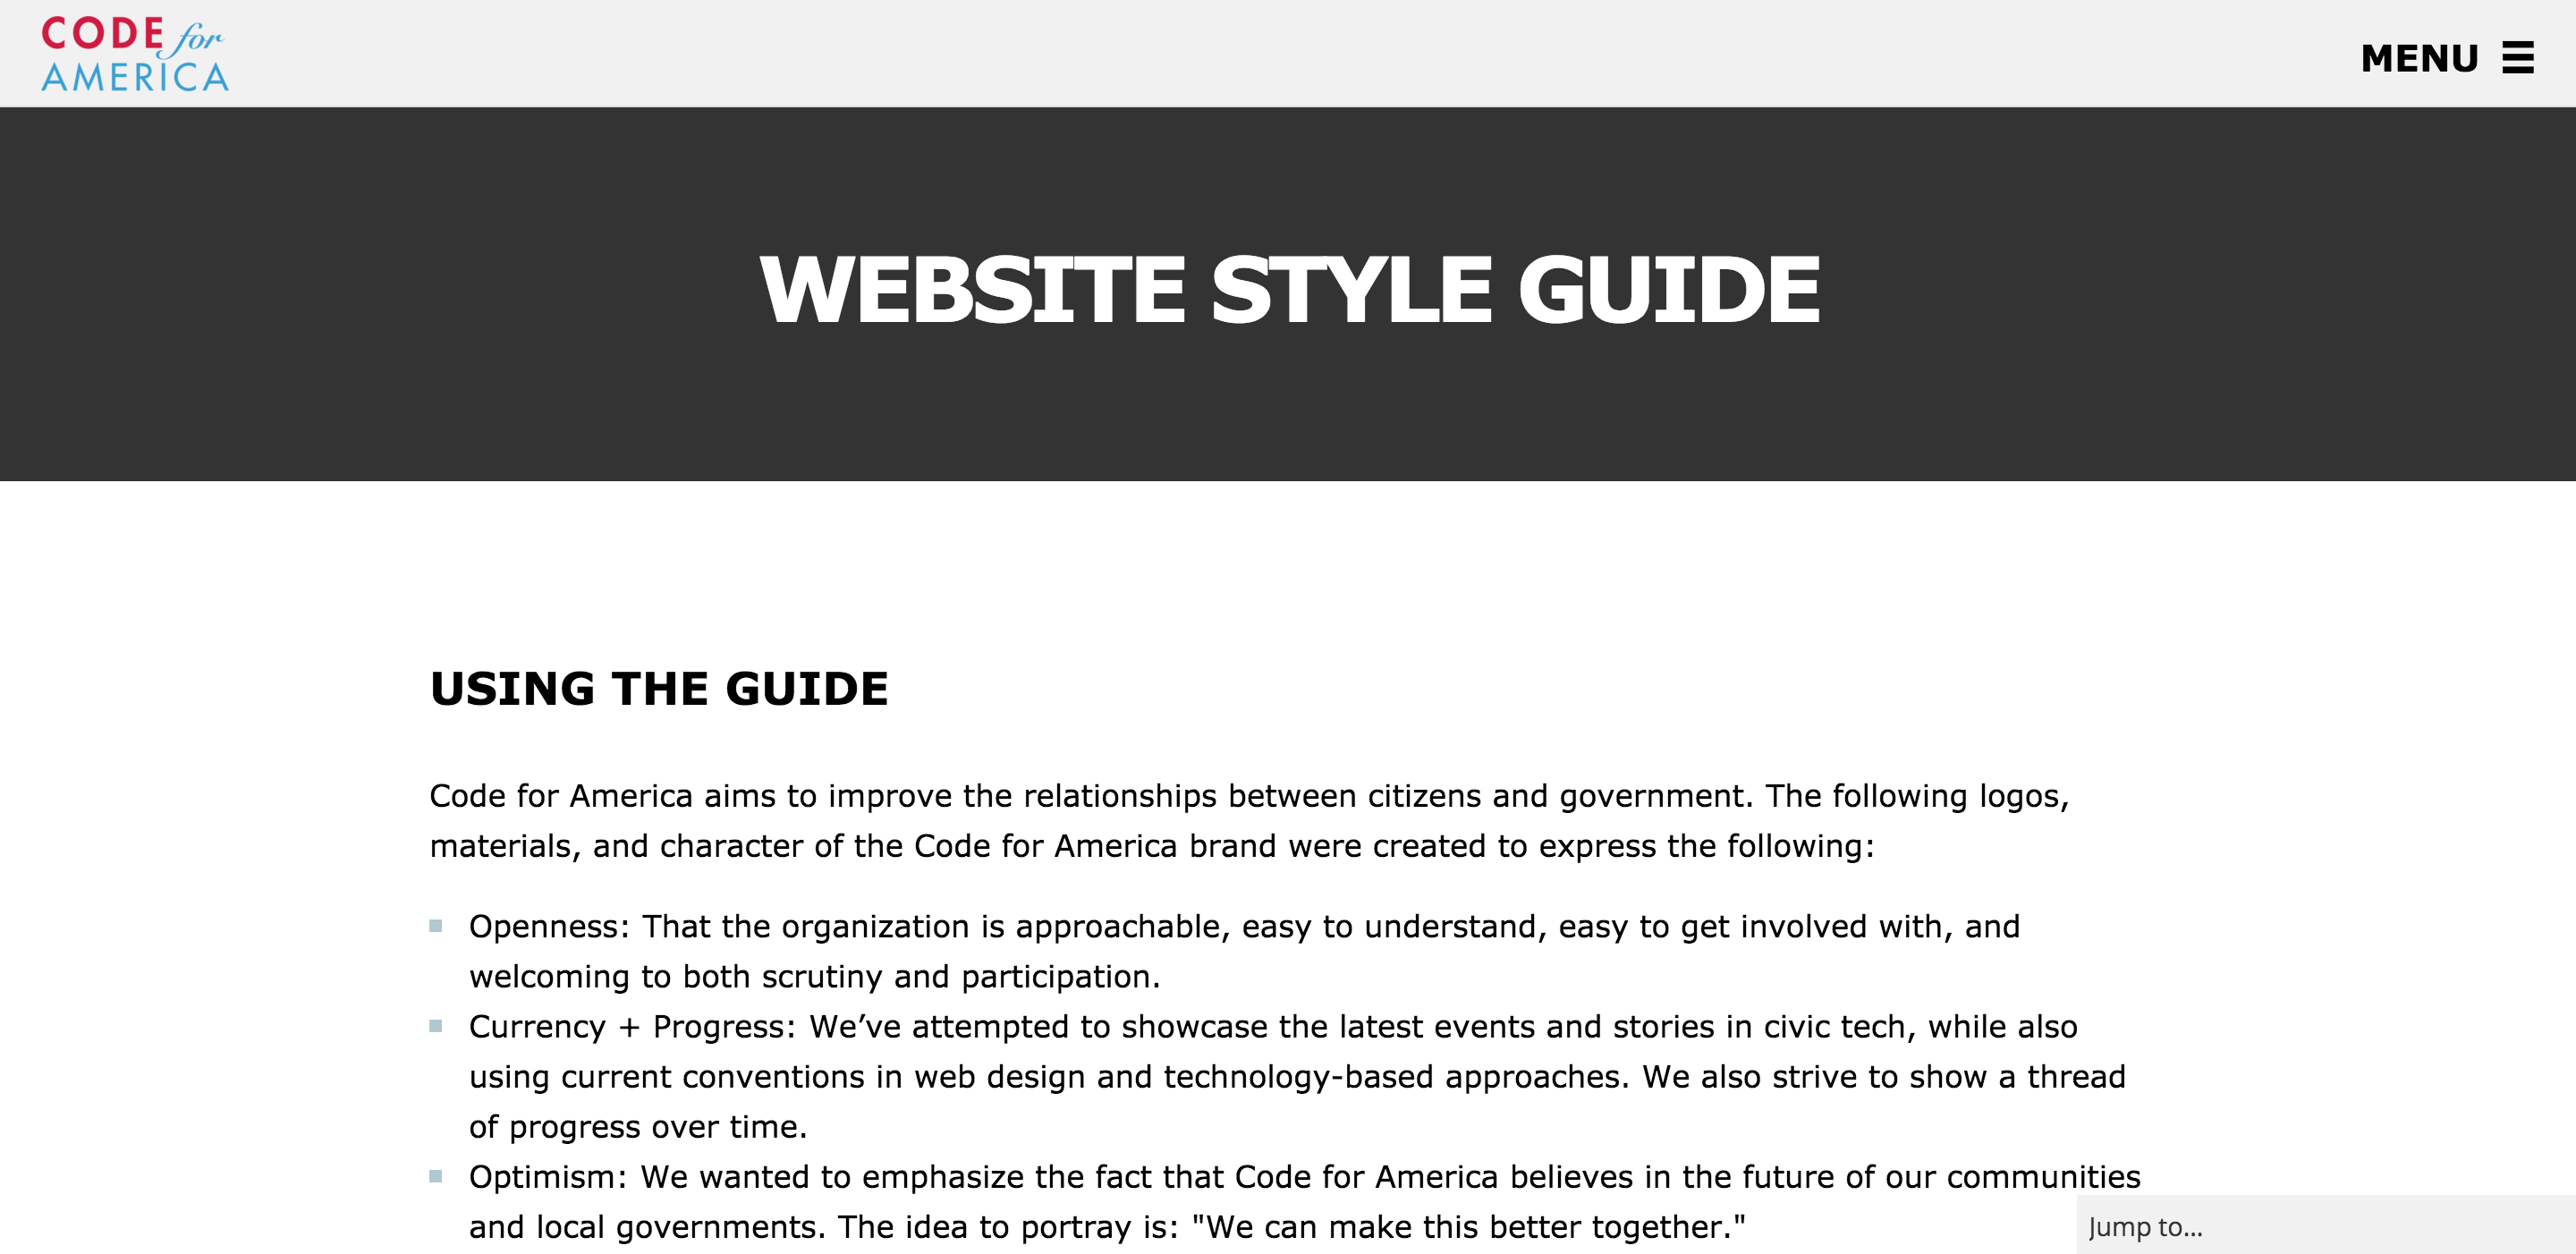 CODE for
AMERICA
MENU
WEBSITE STYLE GUIDE
USING THE GUIDE
Code for America aims to improve the relationships between citizens and government. The following logos,
materials, and character of the Code for America brand were created to express the following:
Openness: That the organization is approachable, easy to understand, easy to get involved with, and
welcoming to both scrutiny and participation.
Currency + Progress: We’ve attempted to showcase the latest events and stories in civic tech, while also
using current conventions in web design and technology-based approaches. We also strive to show a thread
of progress over time.
Optimism: We wanted to emphasize the fact that Code for America believes in the future of our communities
and local governments. The idea to portray is: "We can make this better together."
Jump to...